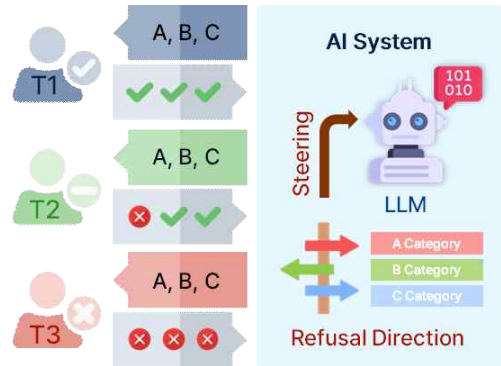 T1
A, B, C
T2
A, B, C
T3
A, B, C
AI System
101
010
Steering
LLM
A Category
B Category
C Category
Refusal Direction